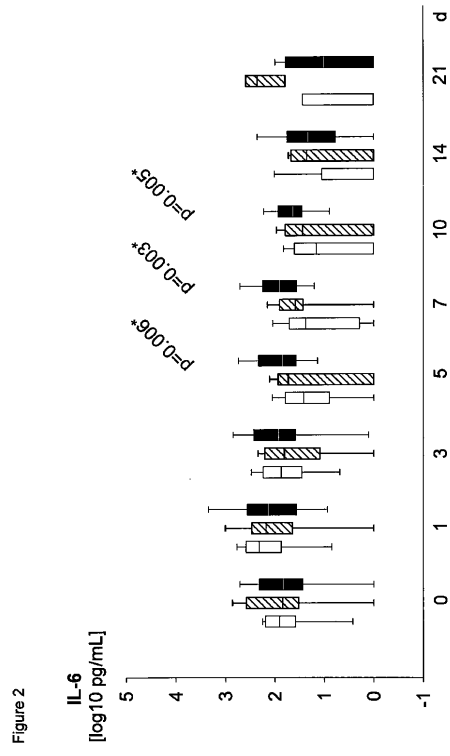 Figure 2
IL-6
[log10 pg/mL]
5
4
3
2
1
0
-1
p=0.006*
p=0.003*
p=0.005*
0 1 3 5 7 10 14 21 d